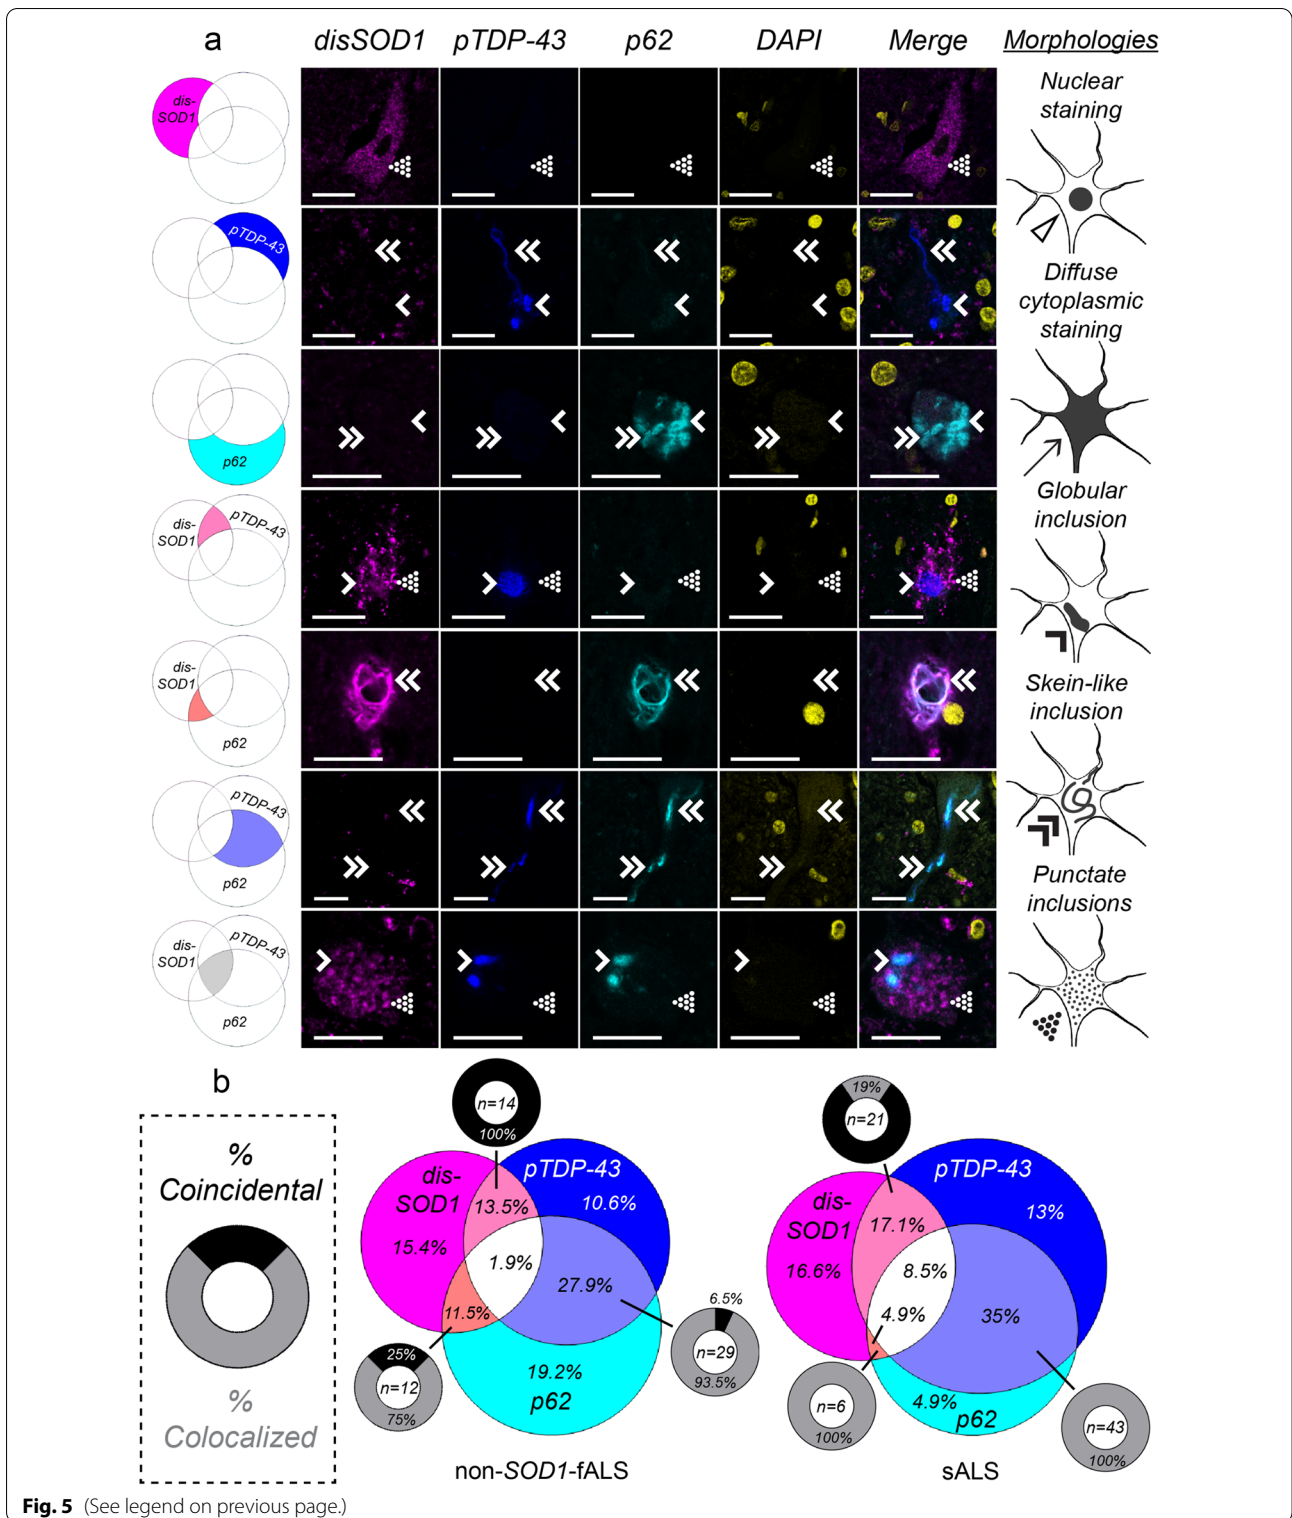 a
disSOD1 pTDP-43 p62 DAPI Merge Morphologies
dis-
SOD1
Nuclear
staining
pTDP-43
Diffuse
cytoplasmic
staining
p62
dis-
SOD1
pTDP-43
Globular
inclusion
dis-
SOD1
p62
Skein-like
inclusion
pTDP-43
p62
Punctate
inclusions
dis-
SOD1
pTDP-43
p62
b
%
Coincidental
%
Colocalized
n=14
100%
dis-
SOD1
pTDP-43
13.5%
10.6%
15.4%
1.9%
27.9%
11.5%
19.2%
p62
25%
n=12
75%
6.5%
n=29
93.5%
non-SOD1-fALS
19%
n=21
dis-
SOD1
pTDP-43
17.1%
13%
16.6%
8.5%
4.9%
35%
4.9%
p62
n=6
100%
n=43
100%
sALS
Fig. 5 (See legend on previous page.)